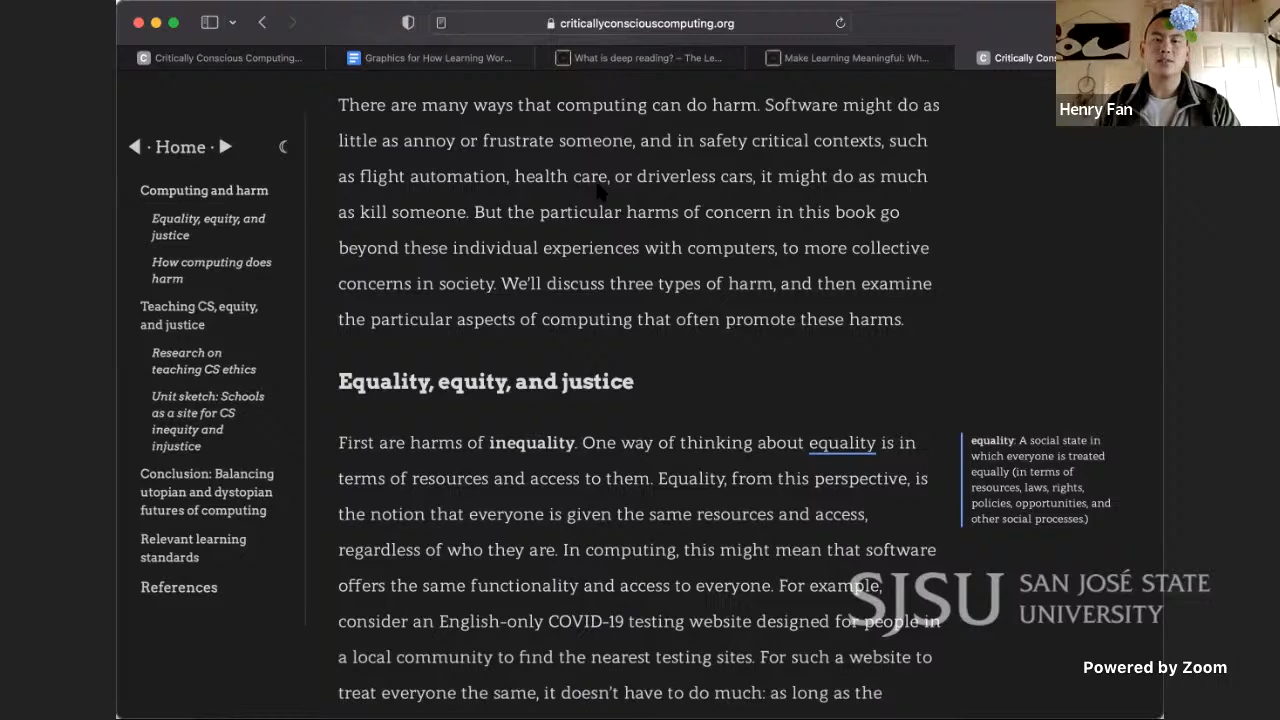 criticallyconsciouscomputing.org
Critically Conscious Computing...
Graphics for How Learning Wor...
What is deep reading? – The Le...
Make Learning Meaningful: Wh...
Critically Con
Henry Fan
◀ · Home · ▶
Computing and harm
Equality, equity, and
justice
How computing does
harm
Teaching CS, equity,
and justice
Research on
teaching CS ethics
Unit sketch: Schools
as a site for CS
inequity and
injustice
Conclusion: Balancing
utopian and dystopian
futures of computing
Relevant learning
standards
References
There are many ways that computing can do harm. Software might do as
little as annoy or frustrate someone, and in safety critical contexts, such
as flight automation, health care, or driverless cars, it might do as much
as kill someone. But the particular harms of concern in this book go
beyond these individual experiences with computers, to more collective
concerns in society. We'll discuss three types of harm, and then examine
the particular aspects of computing that often promote these harms.
Equality, equity, and justice
First are harms of inequality. One way of thinking about equality is in
terms of resources and access to them. Equality, from this perspective, is
the notion that everyone is given the same resources and access,
regardless of who they are. In computing, this might mean that software
offers the same functionality and access to everyone. For example,
consider an English-only COVID-19 testing website designed for people in
a local community to find the nearest testing sites. For such a website to
treat everyone the same, it doesn't have to do much: as long as the
equality: A social state in
which everyone is treated
equally (in terms of
resources, laws, rights,
policies, opportunities, and
other social processes.)
SJSU SAN JOSÉ STATE
UNIVERSITY
Powered by Zoom